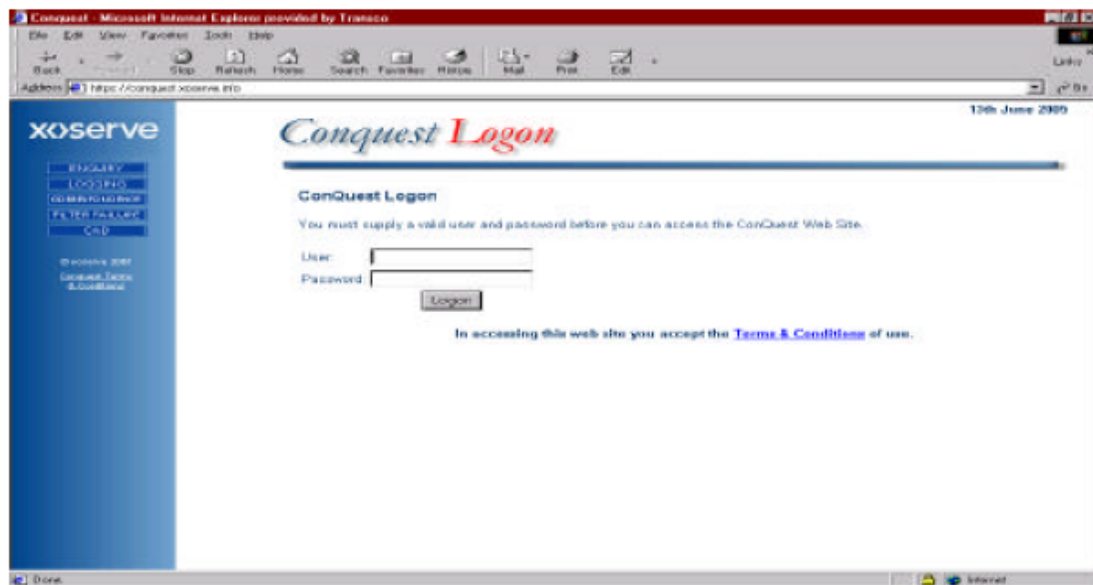 Conquest - Microsoft Internet Explorer provided by Transco
File Edit View Favorites Tools Help
Back Stop Refresh Home Search Favorites History Mail Print Edit
Links
Address https://conquest.xoserve.info
13th June 2005
xoserve
Conquest Logon
ENQUIRY
LOGGING
FILTER FAILURE
CAD
ConQuest Logon
You must supply a valid user and password before you can access the ConQuest Web Site.
User:
Password:
Logon
Conquest Terms
& Conditions
In accessing this web site you accept the Terms & Conditions of use.
Done
Internet